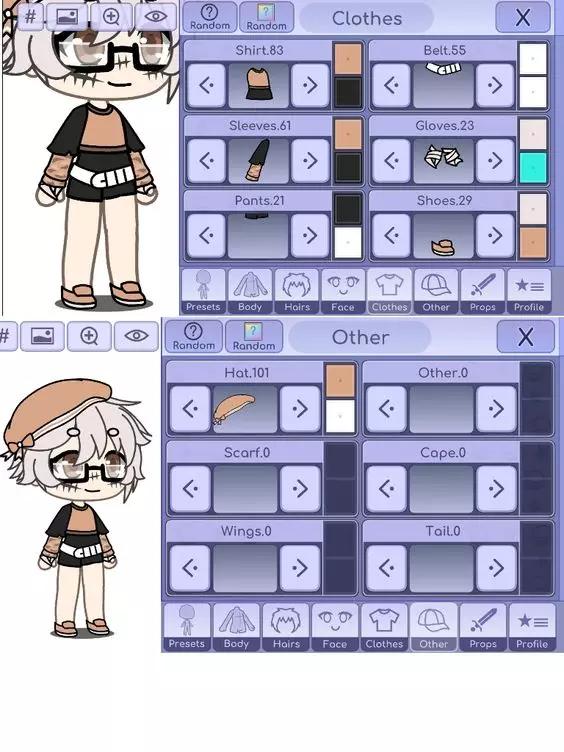 #
?
Random
?
Random
Clothes
X
Shirt.83
Belt.55
Sleeves.61
Gloves.23
Pants.21
Shoes.29
Presets
Body
Hairs
Face
Clothes
Other
Props
Profile
#
?
Random
?
Random
Other
X
Hat.101
Other.0
Scarf.0
Cape.0
Wings.0
Tail.0
Presets
Body
Hairs
Face
Clothes
Other
Props
Profile